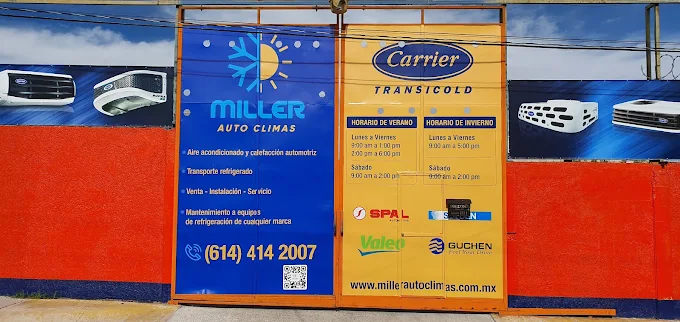 MILLER
AUTO CLIMAS
• Aire acondicionado y calefacción automotriz
• Transporte refrigerado
• Venta - Instalación - Servicio
• Mantenimiento a equipos
de refrigeración de cualquier marca
(614) 414 2007
Carrier
TRANSICOLD
HORARIO DE VERANO
Lunes a Viernes
9:00 am a 1:00 pm
2:00 pm a 6:00 pm
Sábado
9:00 am a 2:00 pm
HORARIO DE INVIERNO
Lunes a Viernes
9:00 am a 5:00 pm
Sábado
9:00 am a 2:00 pm
SPAL
Valeo
GUCHEN
www.millerautoclimas.com.mx